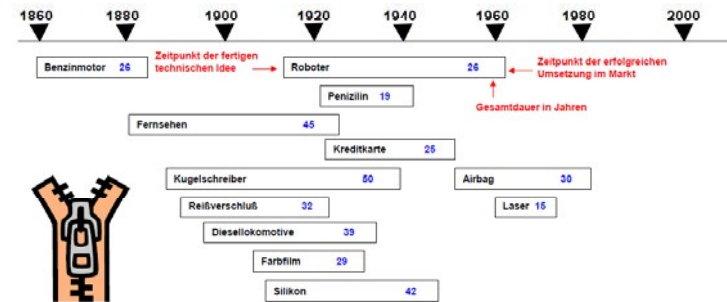 1860 1880 1900 1920 1940 1960 1980 2000
Benzinmotor 26
Zeitpunkt der fertigen
technischen Idee
Roboter 26
Zeitpunkt der erfolgreichen
Umsetzung im Markt
Penizilin 19
Gesamtdauer in Jahren
Fernsehen 45
Kreditkarte 25
Kugelschreiber 50
Airbag 30
Reißverschluß 32
Laser 15
Diesellokomotive 39
Farbfilm 29
Silikon 42